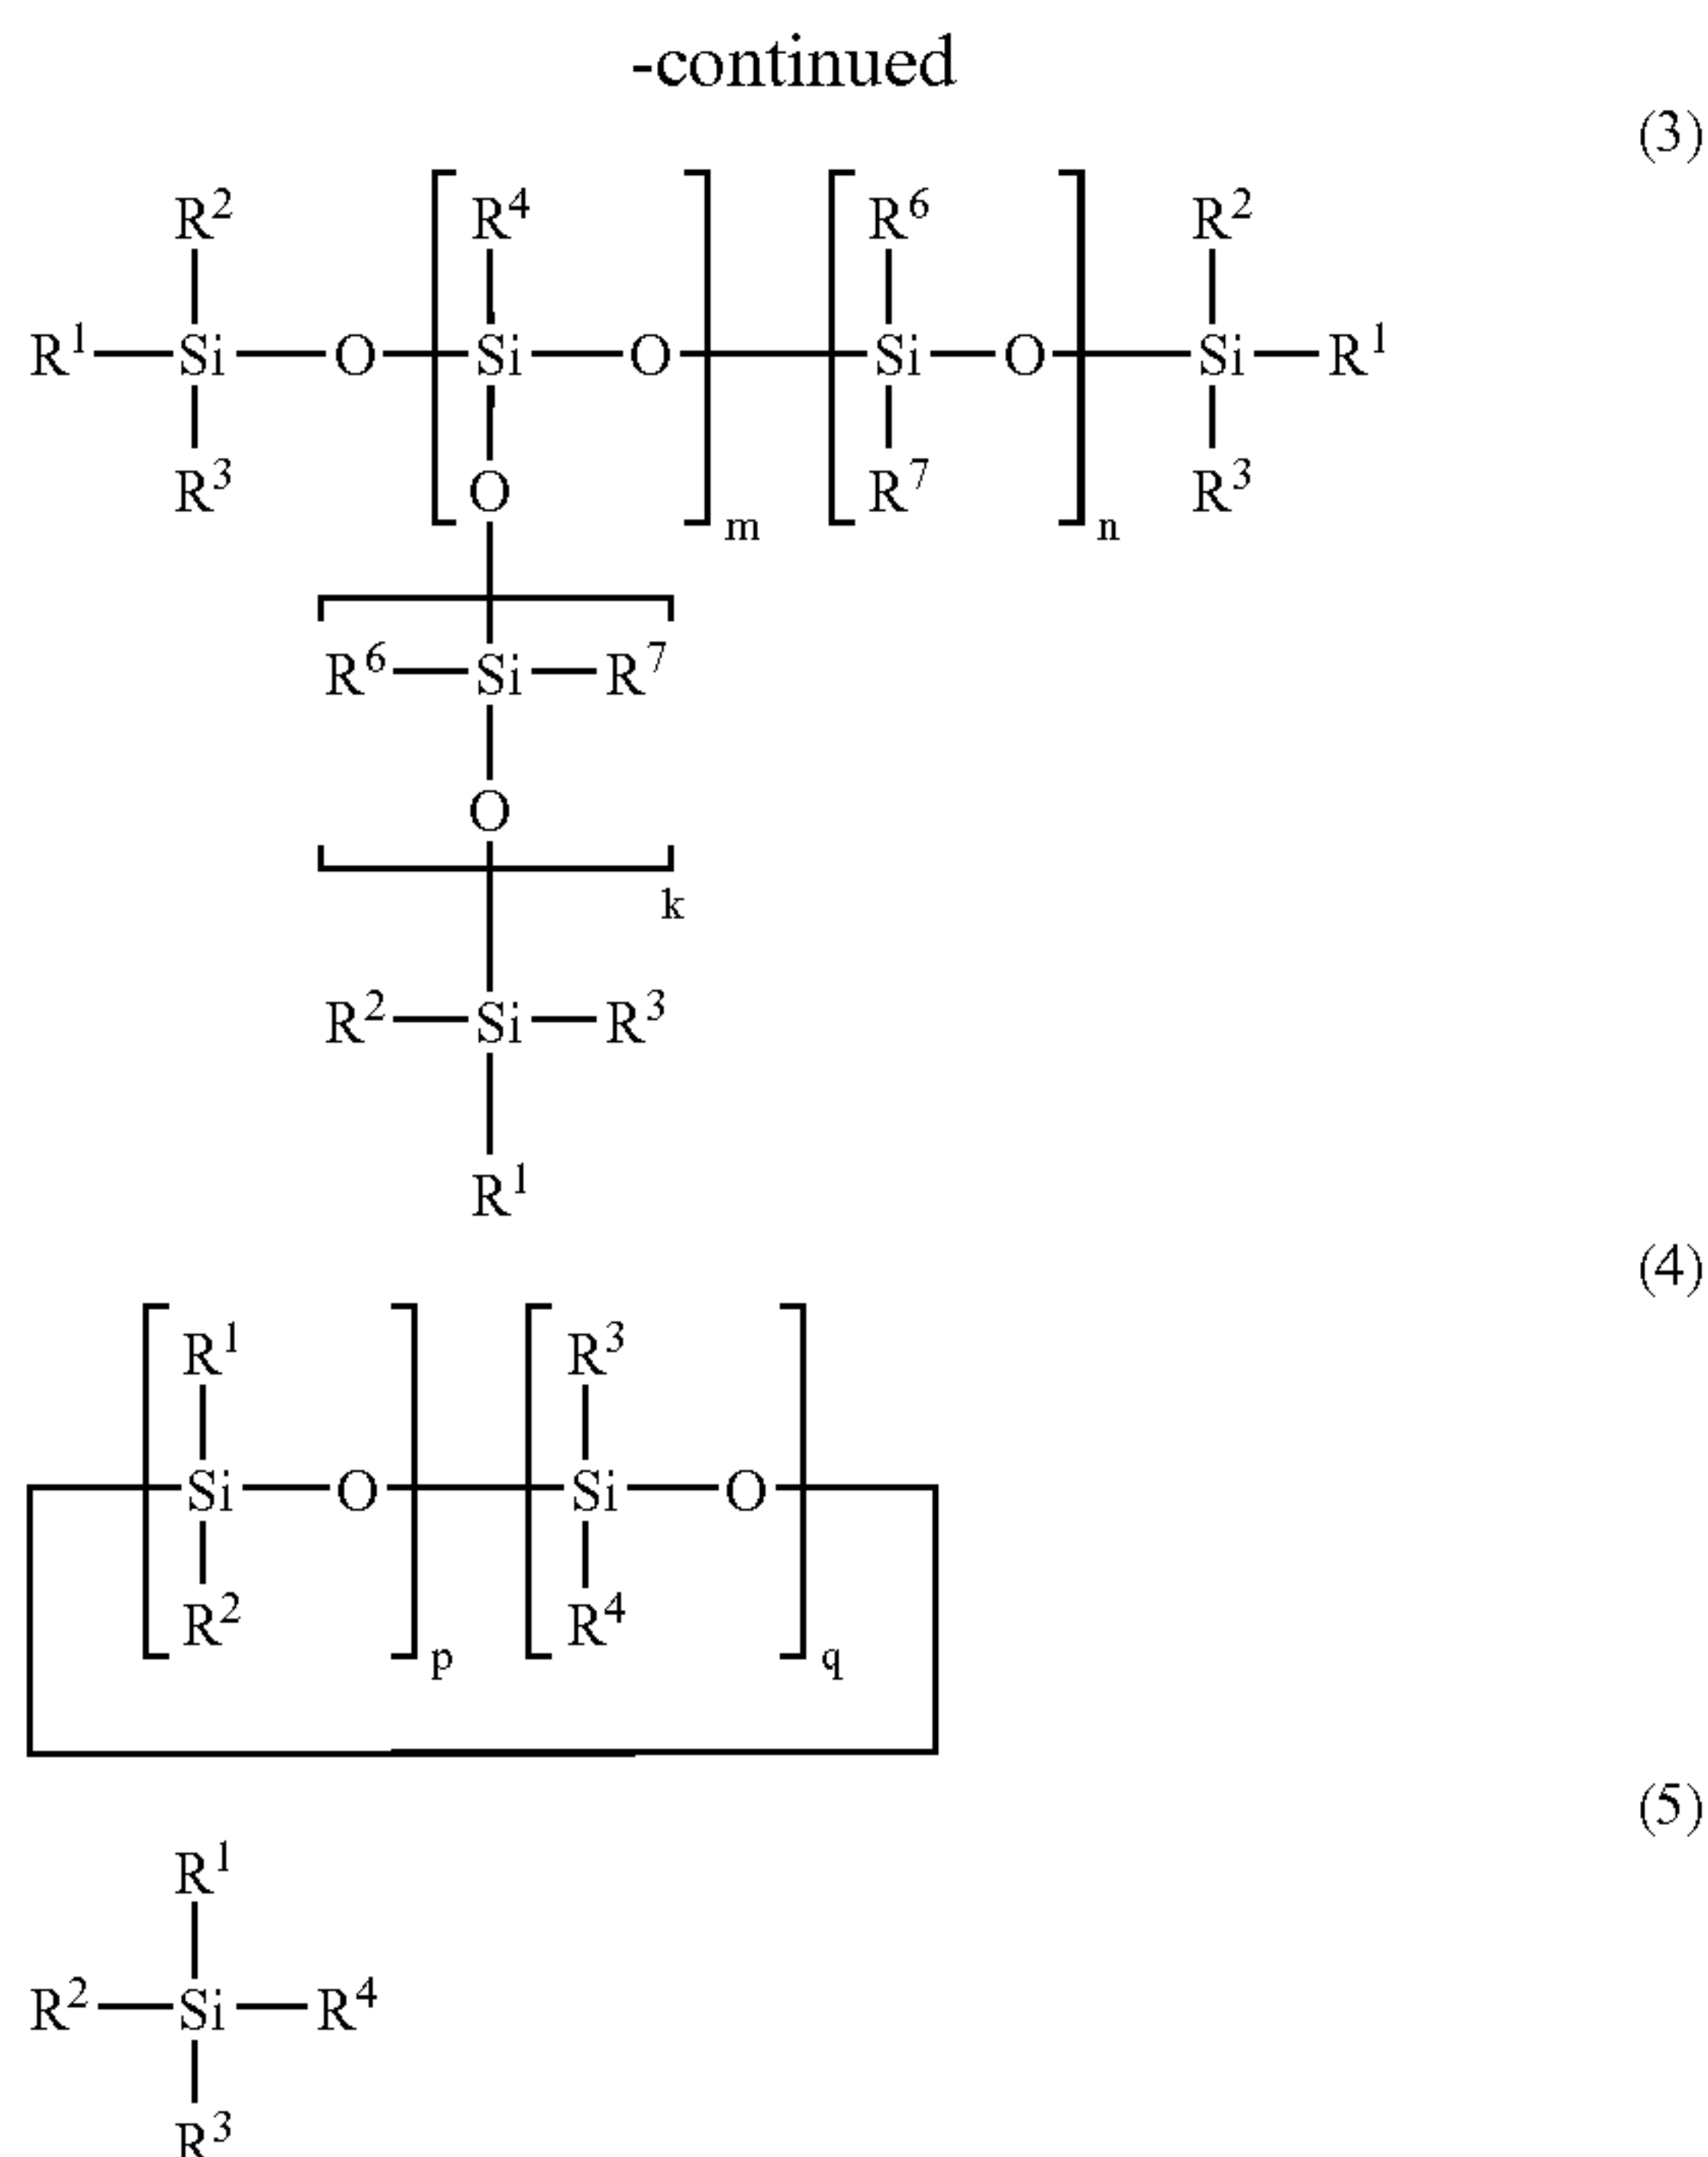 -continued
(3)
R² R⁴ R⁶ R²
R¹ Si O Si O Si O Si R¹
R³ O R⁷ R³
m n
R⁶ Si R⁷
O
k
R² Si R³
R¹
(4)
R¹ R³
Si O Si O
R² R⁴
p q
(5)
R¹
R² Si R⁴
R³